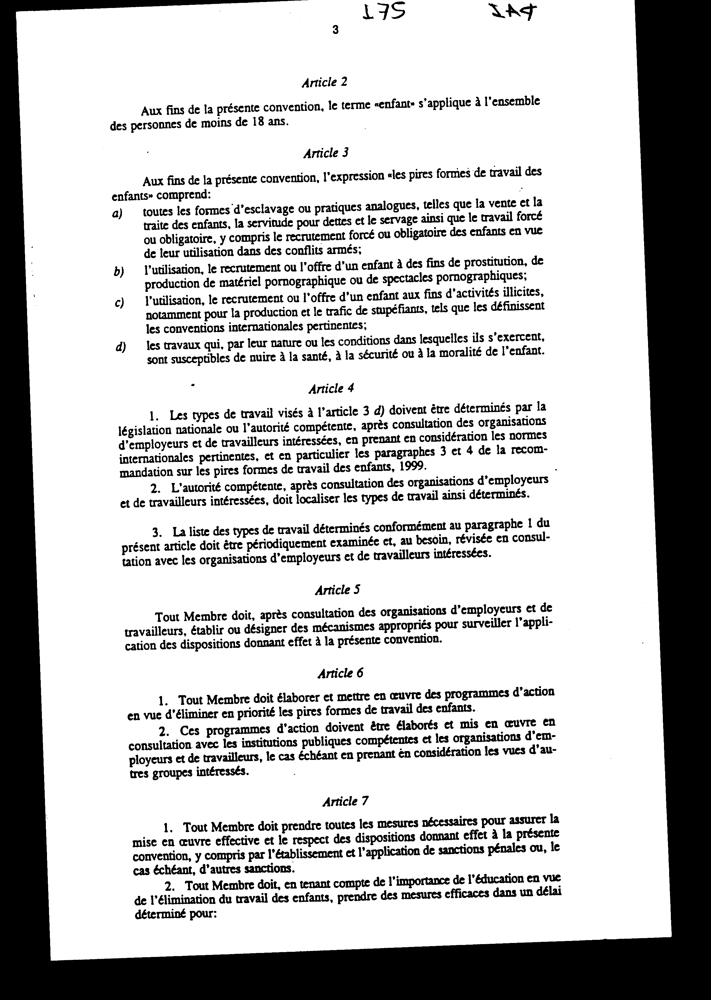 175
3
Article 2
Aux fins de la présente convention, le terme «enfant» s'applique à l'ensemble
des personnes de moins de 18 ans.
Article 3
Aux fins de la présente convention, l'expression «les pires formes de travail des
enfants» comprend:
a) toutes les formes d'esclavage ou pratiques analogues, telles que la vente et la
traite des enfants, la servitude pour dettes et le servage ainsi que le travail forcé
ou obligatoire, y compris le recrutement forcé ou obligatoire des enfants en vue
de leur utilisation dans des conflits armés;
b) l'utilisation, le recrutement ou l'offre d'un enfant à des fins de prostitution, de
production de matériel pornographique ou de spectacles pornographiques;
c) l'utilisation, le recrutement ou l'offre d'un enfant aux fins d'activités illicites,
notamment pour la production et le trafic de stupéfiants, tels que les définissent
les conventions internationales pertinentes;
d) les travaux qui, par leur nature ou les conditions dans lesquelles ils s'exercent,
sont susceptibles de nuire à la santé, à la sécurité ou à la moralité de l'enfant.
Article 4
1. Les types de travail visés à l'article 3 d) doivent être déterminés par la
législation nationale ou l'autorité compétente, après consultation des organisations
d'employeurs et de travailleurs intéressées, en prenant en considération les normes
internationales pertinentes, et en particulier les paragraphes 3 et 4 de la recom-
mandation sur les pires formes de travail des enfants, 1999.
2. L'autorité compétente, après consultation des organisations d'employeurs
et de travailleurs intéressées, doit localiser les types de travail ainsi déterminés.
3. La liste des types de travail déterminés conformément au paragraphe 1 du
présent article doit être périodiquement examinée et, au besoin, révisée en consul-
tation avec les organisations d'employeurs et de travailleurs intéressées.
Article 5
Tout Membre doit, après consultation des organisations d'employeurs et de
travailleurs, établir ou désigner des mécanismes appropriés pour surveiller l'appli-
cation des dispositions donnant effet à la présente convention.
Article 6
1. Tout Membre doit élaborer et mettre en œuvre des programmes d'action
en vue d'éliminer en priorité les pires formes de travail des enfants.
2. Ces programmes d'action doivent être élaborés et mis en œuvre en
consultation avec les institutions publiques compétentes et les organisations d'em-
ployeurs et de travailleurs, le cas échéant en prenant en considération les vues d'au-
tres groupes intéressés.
Article 7
1. Tout Membre doit prendre toutes les mesures nécessaires pour assurer la
mise en œuvre effective et le respect des dispositions donnant effet à la présente
convention, y compris par l'établissement et l'application de sanctions pénales ou, le
cas échéant, d'autres sanctions.
2. Tout Membre doit, en tenant compte de l'importance de l'éducation en vue
de l'élimination du travail des enfants, prendre des mesures efficaces dans un délai
déterminé pour: